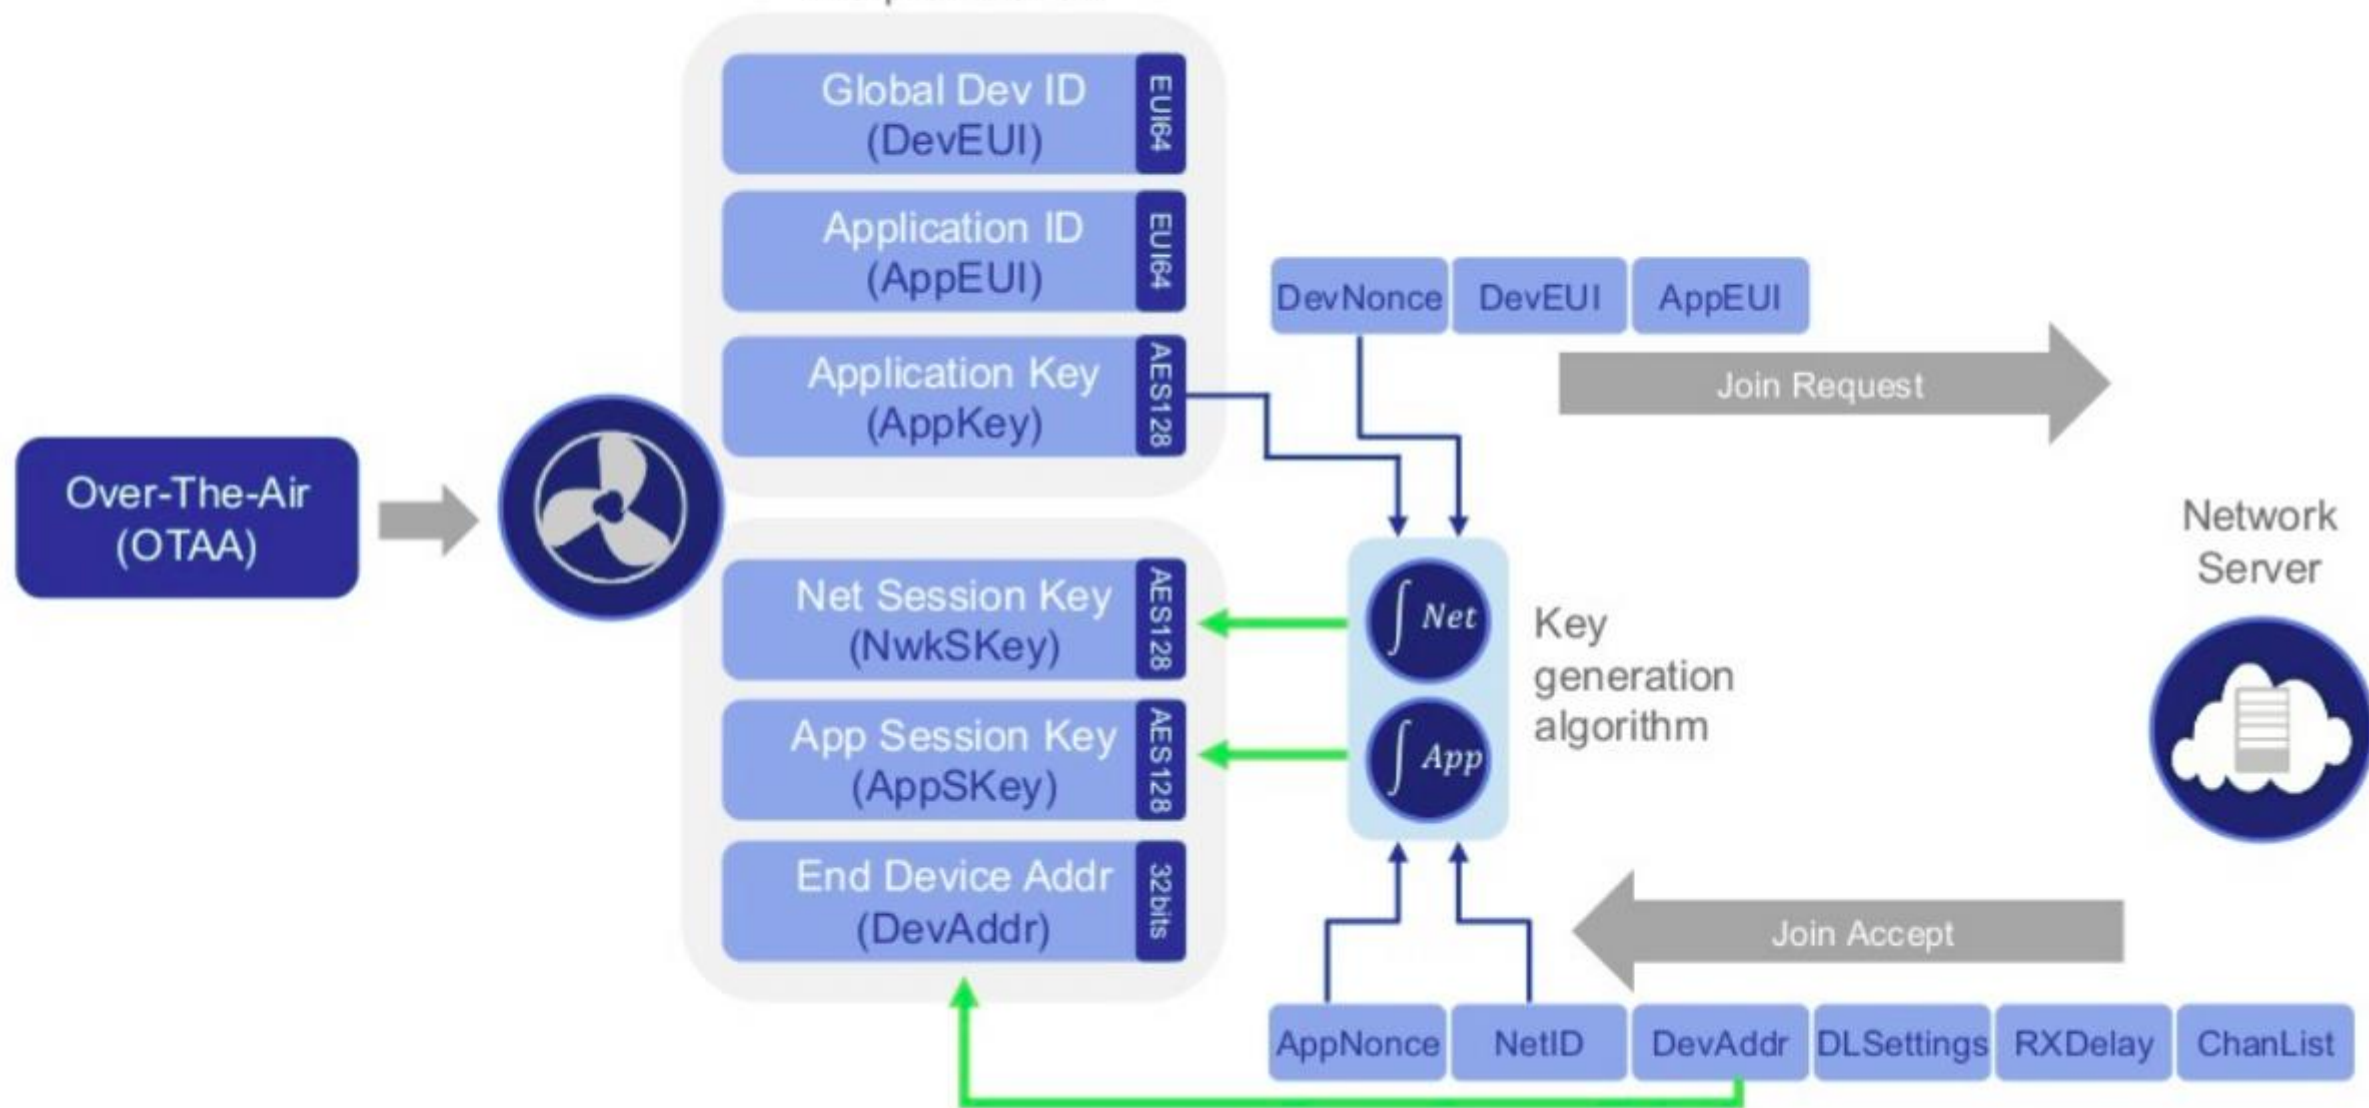 Global Dev ID
(DevEUI)
EUI64
Application ID
(AppEUI)
EUI64
Application Key
(AppKey)
AES128
DevNonce
DevEUI
AppEUI
Join Request
Over-The-Air
(OTAA)
Net Session Key
(NwkSKey)
AES128
App Session Key
(AppSKey)
AES128
End Device Addr
(DevAddr)
32bits
∫ Net
∫ App
Key
generation
algorithm
Network
Server
Join Accept
AppNonce
NetID
DevAddr
DLSettings
RXDelay
ChanList